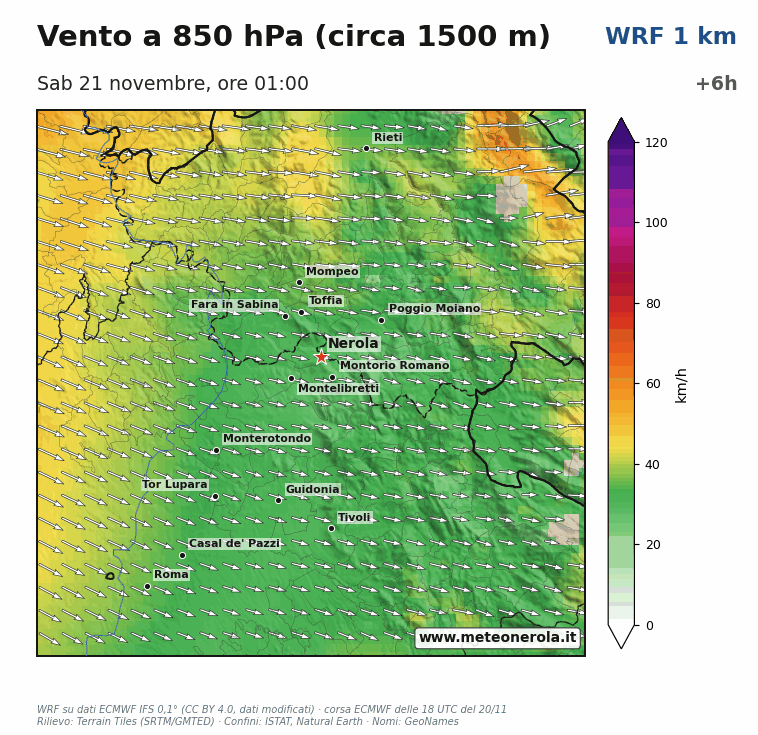 Vento a 850 hPa (circa 1500 m)
WRF 1 km
Sab 21 novembre, ore 01:00
+6h
Rieti
Mompeo
Toffia
Fara in Sabina
Poggio Moiano
Nerola
Montorio Romano
Montelibretti
Monterotondo
Tor Lupara
Guidonia
Tivoli
Casal de' Pazzi
Roma
www.meteonerola.it
120
100
80
60
40
20
0
km/h
WRF su dati ECMWF IFS 0,1° (CC BY 4.0, dati modificati) · corsa ECMWF delle 18 UTC del 20/11
Rilievo: Terrain Tiles (SRTM/GMTED) · Confini: ISTAT, Natural Earth · Nomi: GeoNames